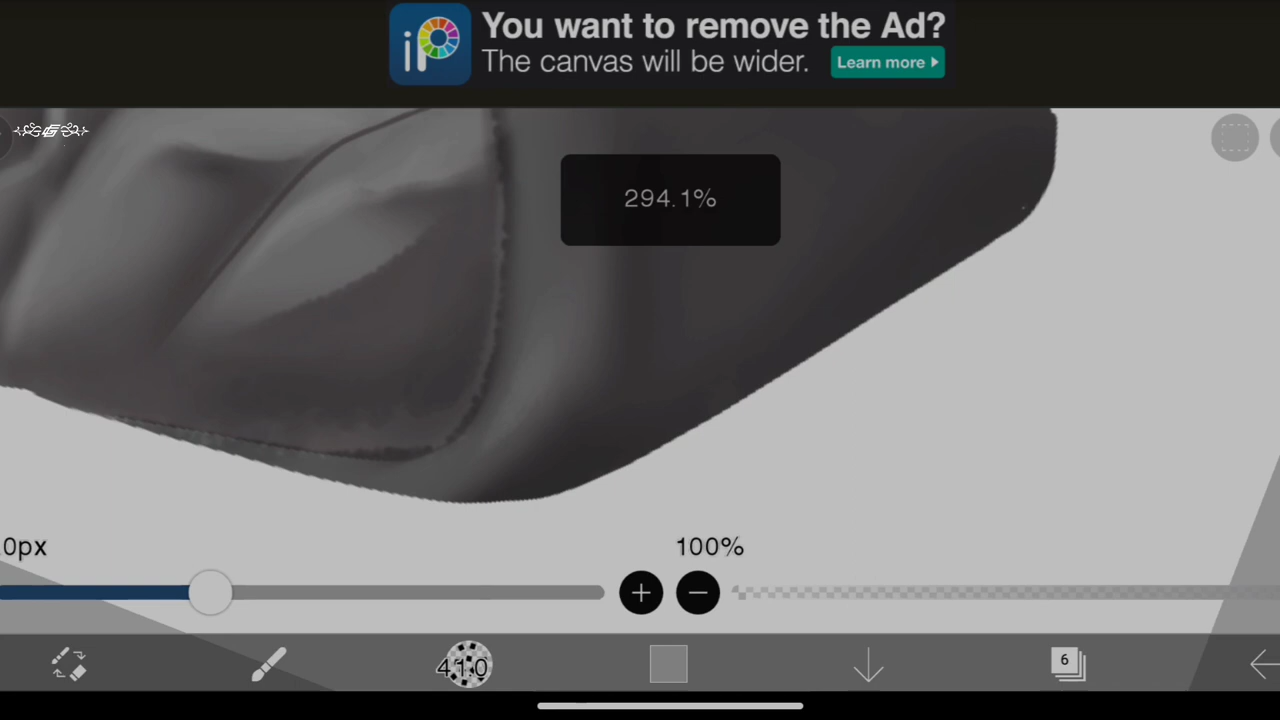 iP
You want to remove the Ad?
The canvas will be wider.
Learn more
294.1%
0px
100%
41.0
6